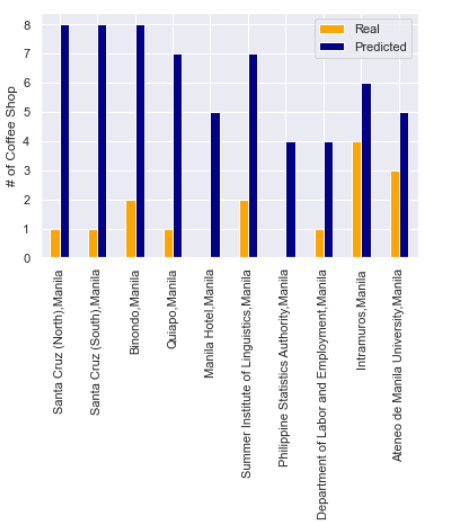 Real
Predicted
# of Coffee Shop
8
7
6
5
4
3
2
1
0
Santa Cruz (North),Manila
Santa Cruz (South),Manila
Binondo,Manila
Quiapo,Manila
Manila Hotel,Manila
Summer Institute of Linguistics,Manila
Philippine Statistics Authority,Manila
Department of Labor and Employment,Manila
Intramuros,Manila
Ateneo de Manila University,Manila